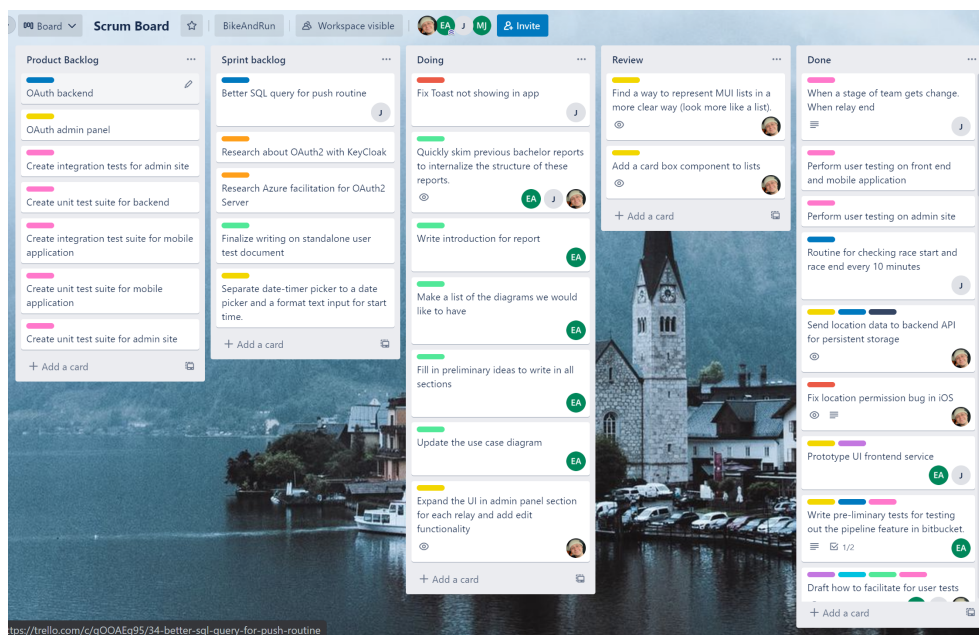 Board
Scrum Board
BikeAndRun
Workspace visible
EA
J
MJ
Invite
Product Backlog
OAuth backend
OAuth admin panel
Create integration tests for admin site
Create unit test suite for backend
Create integration test suite for mobile
application
Create unit test suite for mobile
application
Create unit test suite for admin site
+ Add a card
Sprint backlog
Better SQL query for push routine
J
Research about OAuth2 with KeyCloak
Research Azure facilitation for OAuth2
Server
Finalize writing on standalone user
test document
Separate date-timer picker to a date
picker and a format text input for start
time.
+ Add a card
Doing
Fix Toast not showing in app
J
Quickly skim previous bachelor reports
to internalize the structure of these
reports.
EA
J
Write introduction for report
EA
Make a list of the diagrams we would
like to have
EA
Fill in preliminary ideas to write in all
sections
EA
Update the use case diagram
EA
Expand the UI in admin panel section
for each relay and add edit
functionality
+ Add a card
Review
Find a way to represent MUI lists in a
more clear way (look more like a list).
Add a card box component to lists
+ Add a card
Done
When a stage of team gets change.
When relay end
J
Perform user testing on front end
and mobile application
Perform user testing on admin site
Routine for checking race start and
race end every 10 minutes
J
Send location data to backend API
for persistent storage
Fix location permission bug in iOS
Prototype UI frontend service
EA
J
Write pre-liminary tests for testing
out the pipeline feature in bitbucket.
1/2
EA
Draft how to facilitate for user tests
+ Add a card
ttps://trello.com/c/gOOAEq95/34-better-sql-query-for-push-routine